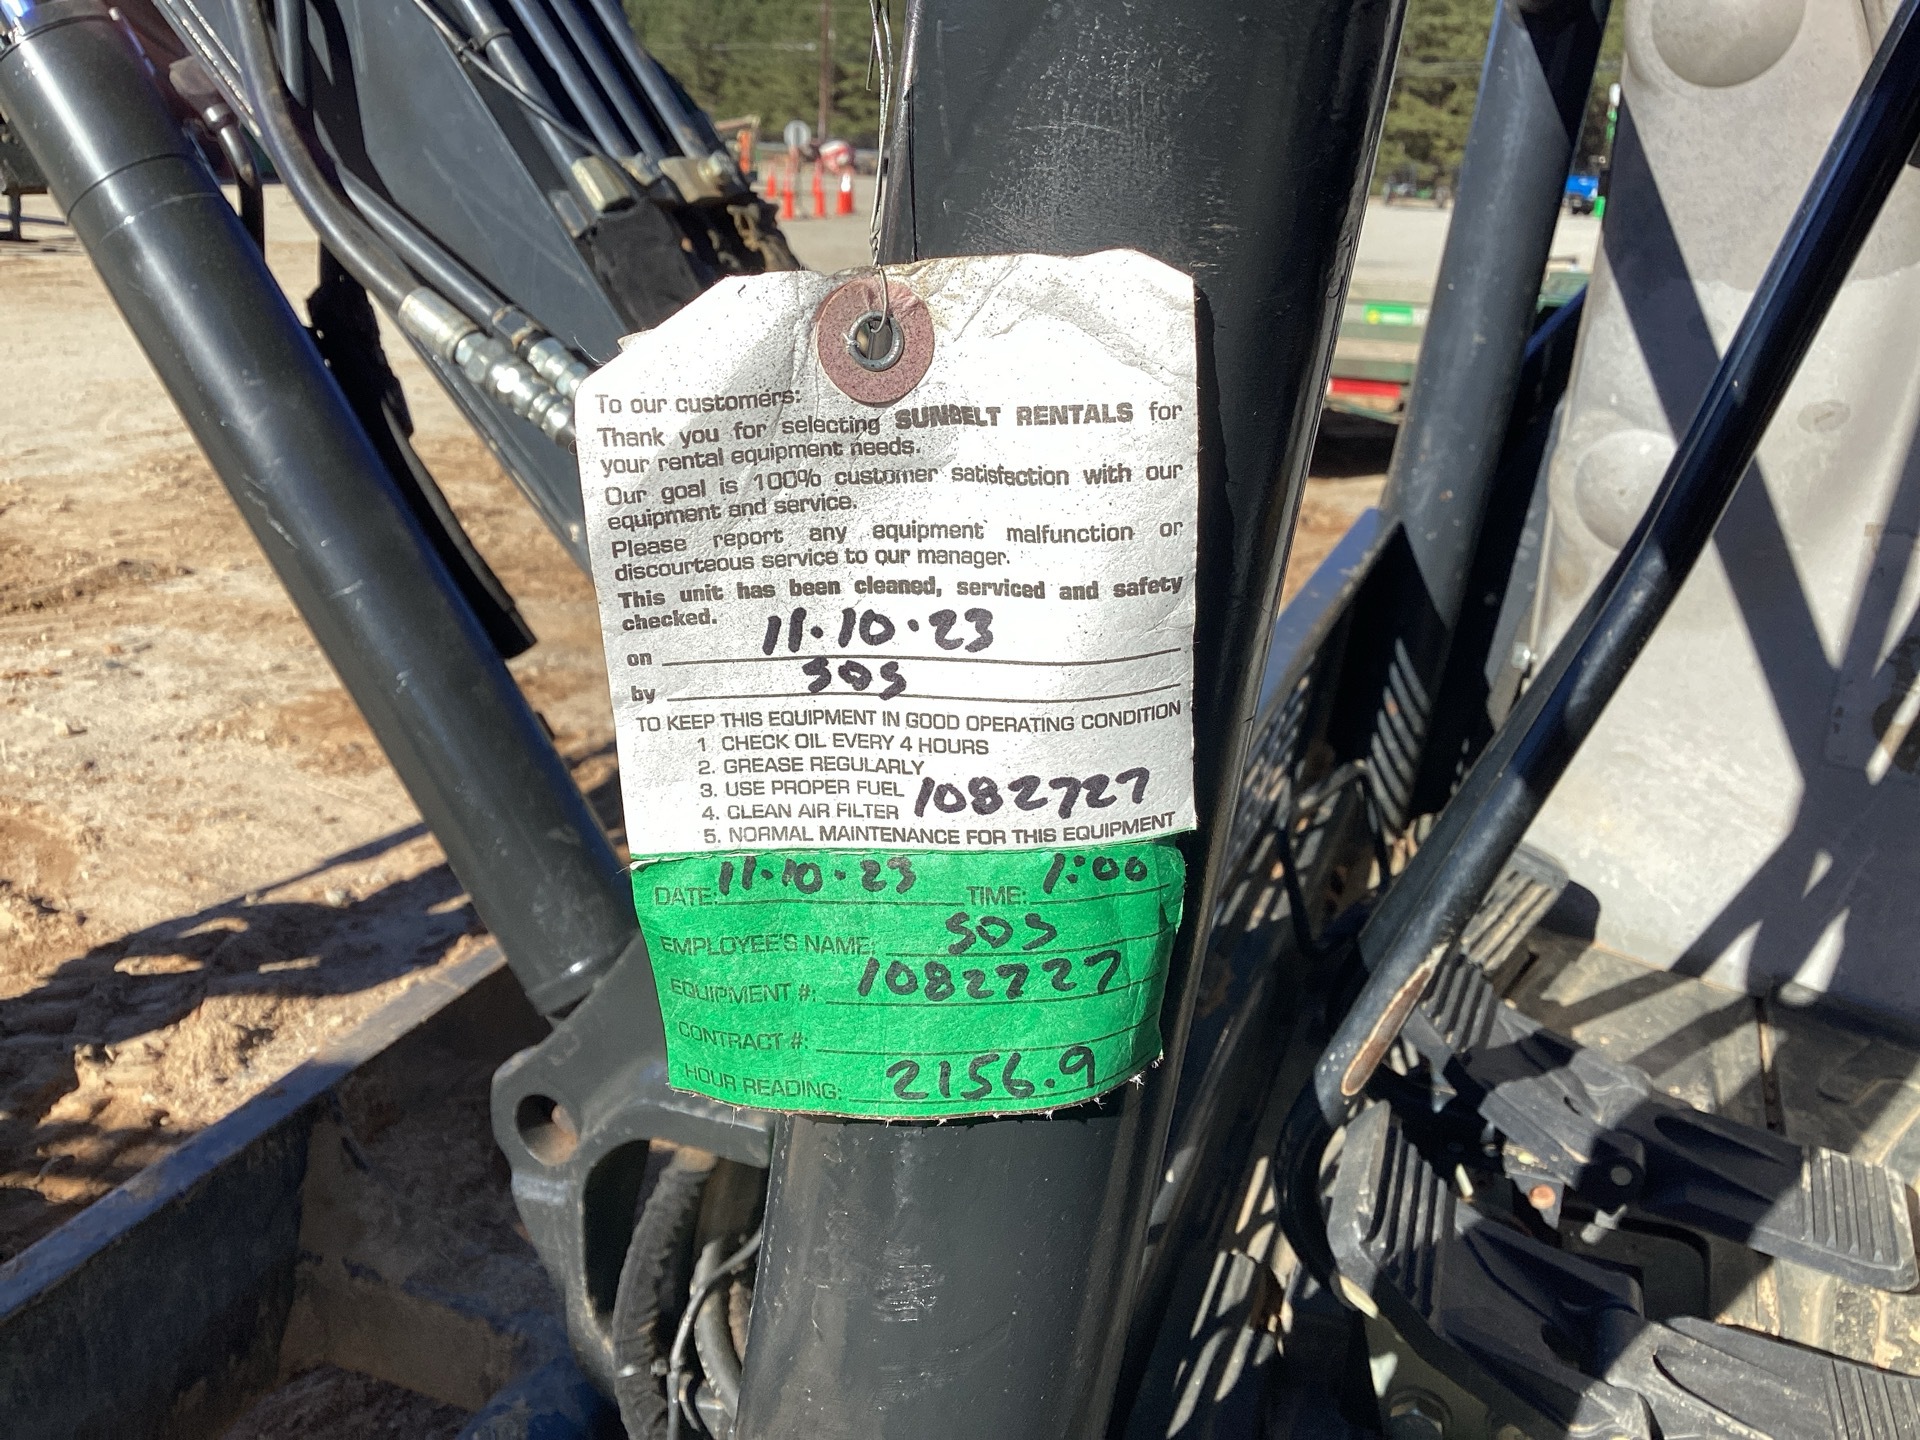 To our customers:
Thank you for selecting SUNBELT RENTALS for
your rental equipment needs.
Our goal is 100% customer satisfaction with our
equipment and service.
Please report any equipment malfunction or
discourteous service to our manager.
This unit has been cleaned, serviced and safety
checked.
on 11.10.23
by SOS
TO KEEP THIS EQUIPMENT IN GOOD OPERATING CONDITION
1 CHECK OIL EVERY 4 HOURS
2. GREASE REGULARLY
3. USE PROPER FUEL 1082727
4. CLEAN AIR FILTER
5. NORMAL MAINTENANCE FOR THIS EQUIPMENT
DATE: 11.10.23 TIME: 1:00
EMPLOYEE'S NAME: SOS
EQUIPMENT #: 1082727
CONTRACT #:
HOUR READING: 2156.9